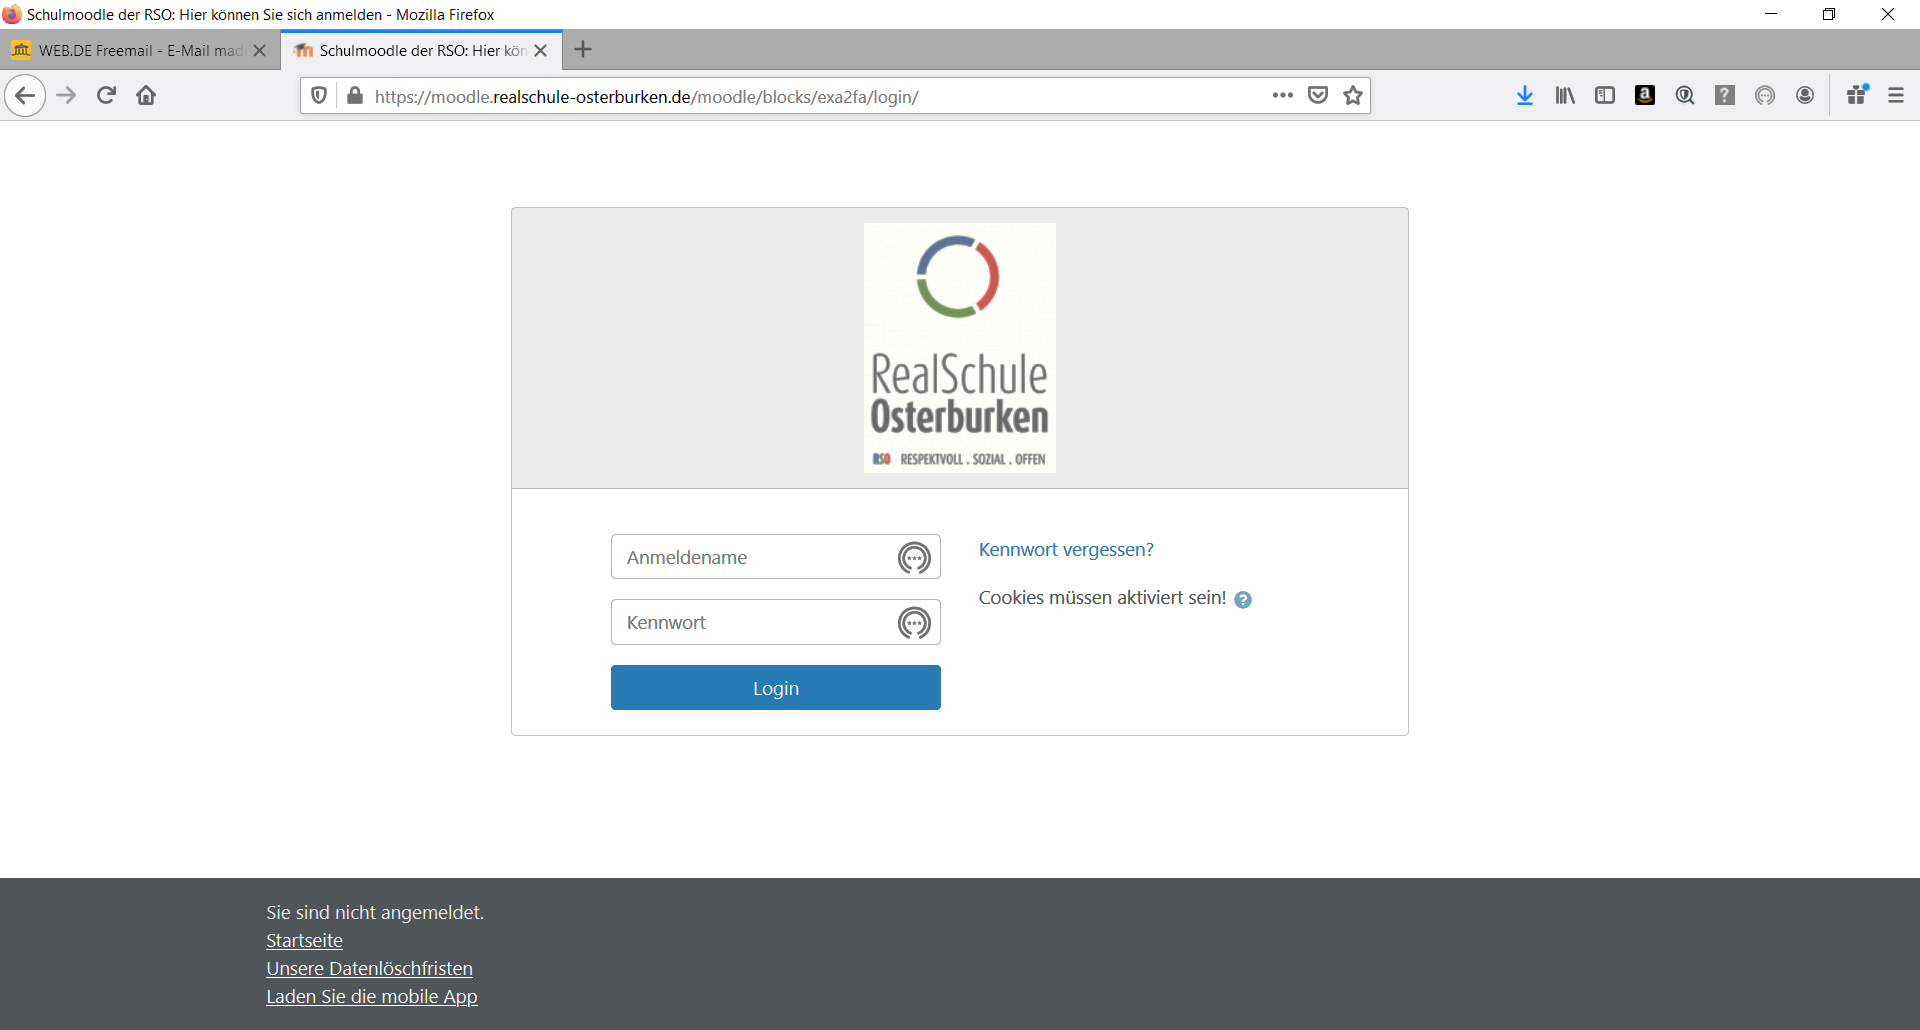 Schulmoodle der RSO: Hier können Sie sich anmelden - Mozilla Firefox
WEB.DE Freemail - E-Mail mad
Schulmoodle der RSO: Hier kön
https://moodle.realschule-osterburken.de/moodle/blocks/exa2fa/login/
RealSchule
Osterburken
RSO RESPEKTVOLL . SOZIAL . OFFEN
Anmeldename
Kennwort vergessen?
Cookies müssen aktiviert sein! ?
Kennwort
Login
Sie sind nicht angemeldet.
Startseite
Unsere Datenlöschfristen
Laden Sie die mobile App